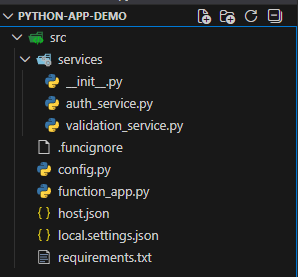 PYTHON-APP-DEMO
src
services
__init__.py
auth_service.py
validation_service.py
.funcignore
config.py
function_app.py
host.json
local.settings.json
requirements.txt